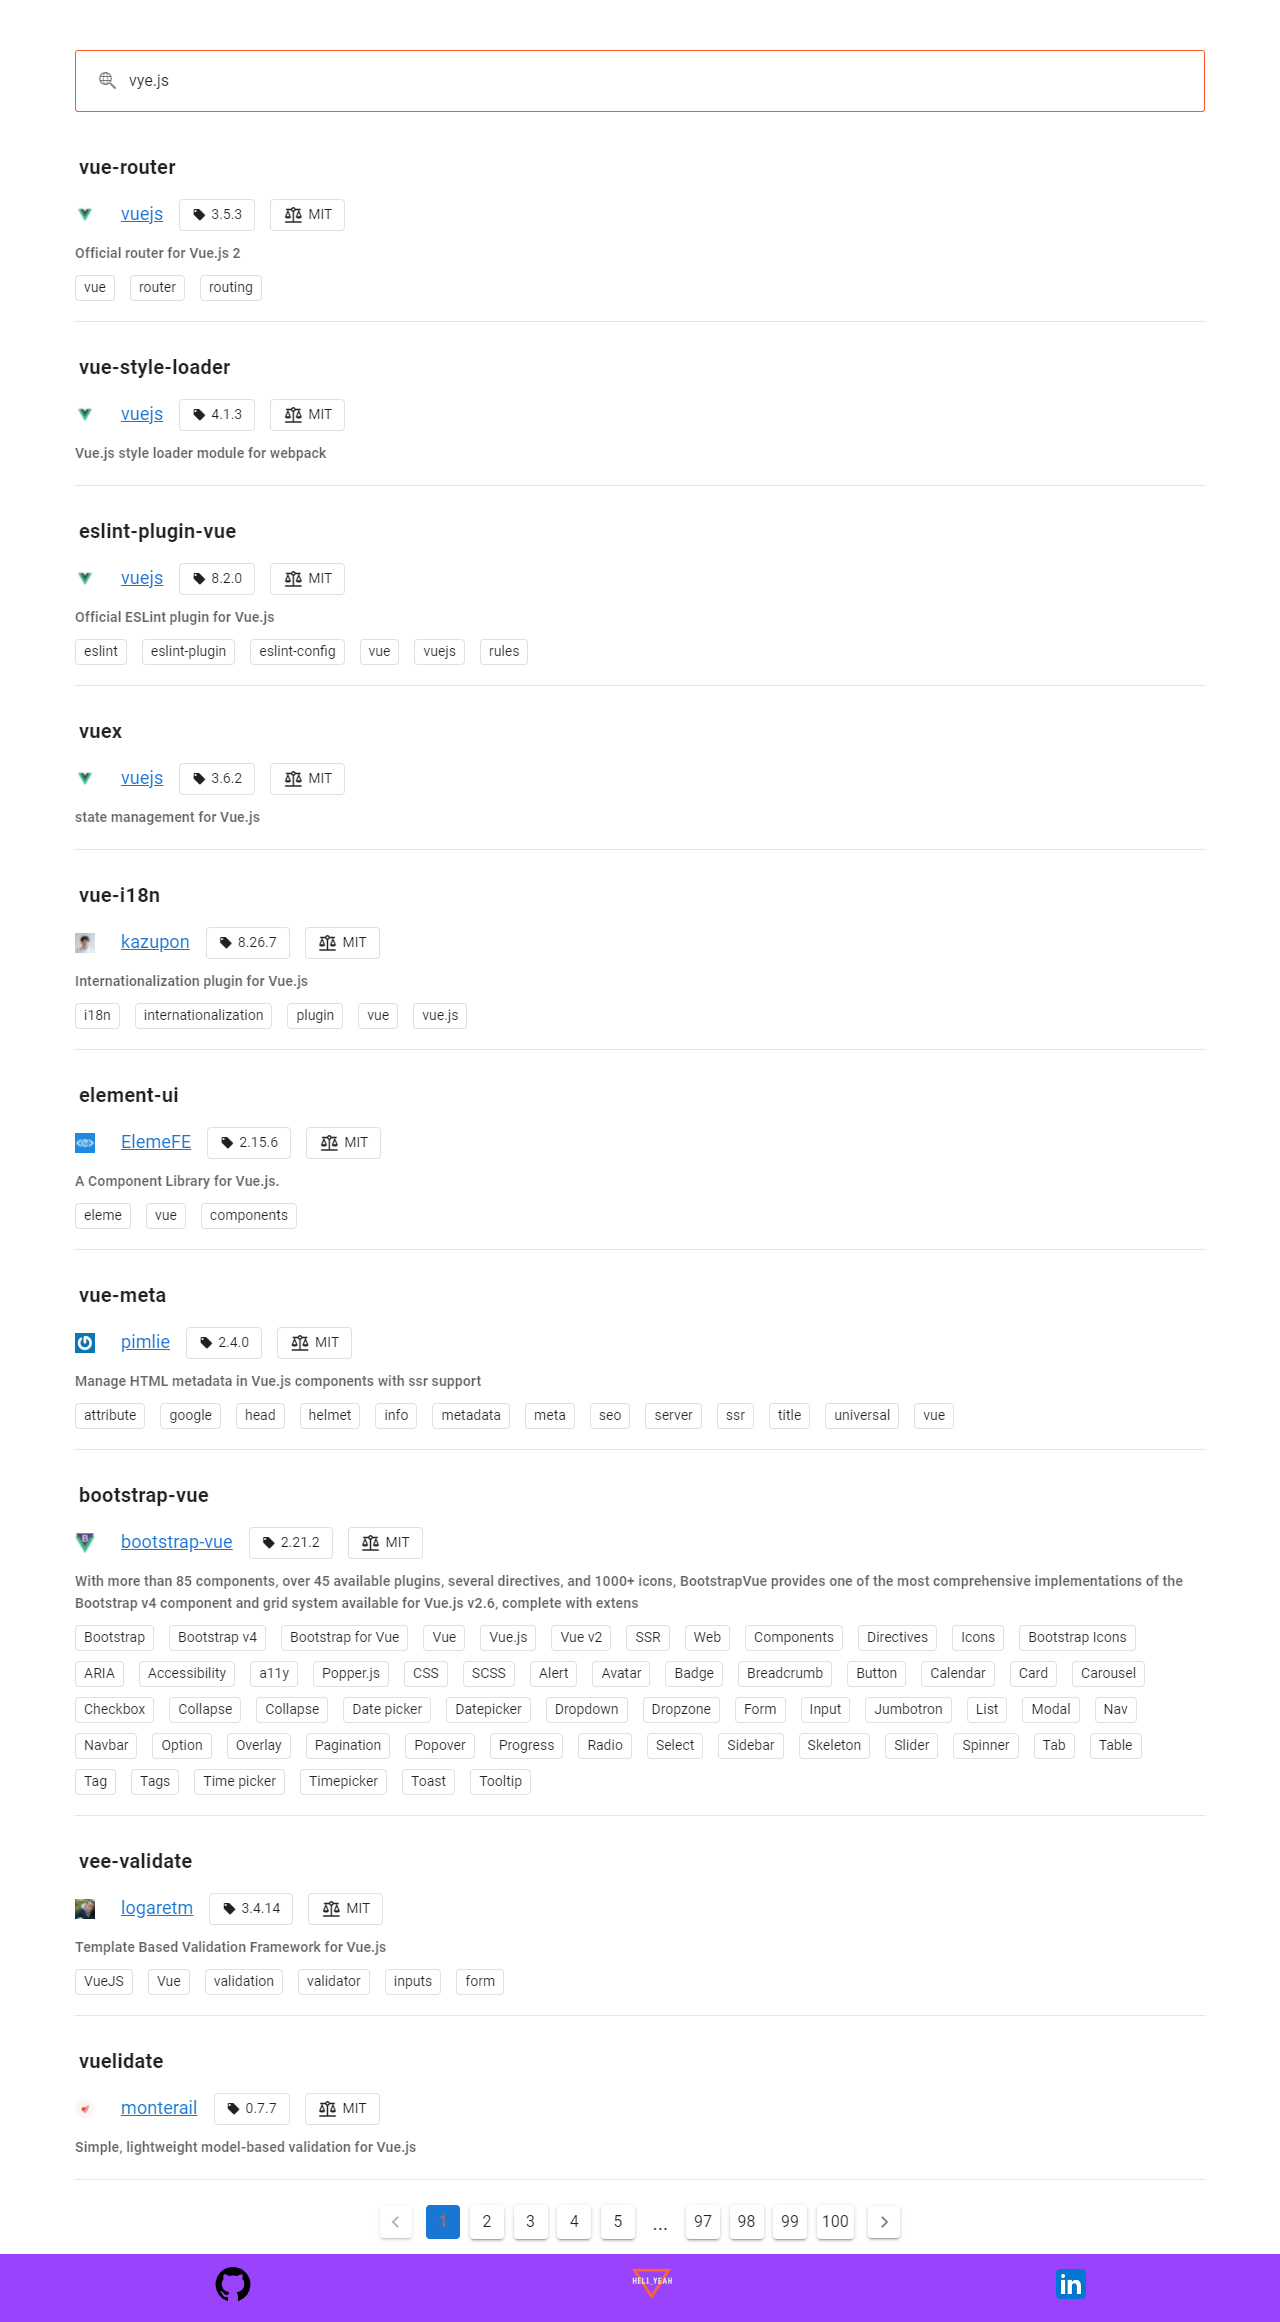 vye.js
vue-router
vuejs 3.5.3 MIT
Official router for Vue.js 2
vue router routing
vue-style-loader
vuejs 4.1.3 MIT
Vue.js style loader module for webpack
eslint-plugin-vue
vuejs 8.2.0 MIT
Official ESLint plugin for Vue.js
eslint eslint-plugin eslint-config vue vuejs rules
vuex
vuejs 3.6.2 MIT
state management for Vue.js
vue-i18n
kazupon 8.26.7 MIT
Internationalization plugin for Vue.js
i18n internationalization plugin vue vue.js
element-ui
ElemeFE 2.15.6 MIT
A Component Library for Vue.js.
eleme vue components
vue-meta
pimlie 2.4.0 MIT
Manage HTML metadata in Vue.js components with ssr support
attribute google head helmet info metadata meta seo server ssr title universal vue
bootstrap-vue
bootstrap-vue 2.21.2 MIT
With more than 85 components, over 45 available plugins, several directives, and 1000+ icons, BootstrapVue provides one of the most comprehensive implementations of the
Bootstrap v4 component and grid system available for Vue.js v2.6, complete with extens
Bootstrap Bootstrap v4 Bootstrap for Vue Vue Vue.js Vue v2 SSR Web Components Directives Icons Bootstrap Icons
ARIA Accessibility a11y Popper.js CSS SCSS Alert Avatar Badge Breadcrumb Button Calendar Card Carousel
Checkbox Collapse Collapse Date picker Datepicker Dropdown Dropzone Form Input Jumbotron List Modal Nav
Navbar Option Overlay Pagination Popover Progress Radio Select Sidebar Skeleton Slider Spinner Tab Table
Tag Tags Time picker Timepicker Toast Tooltip
vee-validate
logaretm 3.4.14 MIT
Template Based Validation Framework for Vue.js
VueJS Vue validation validator inputs form
vuelidate
monterail 0.7.7 MIT
Simple, lightweight model-based validation for Vue.js
1 2 3 4 5 ... 97 98 99 100
HELL YEAH
in